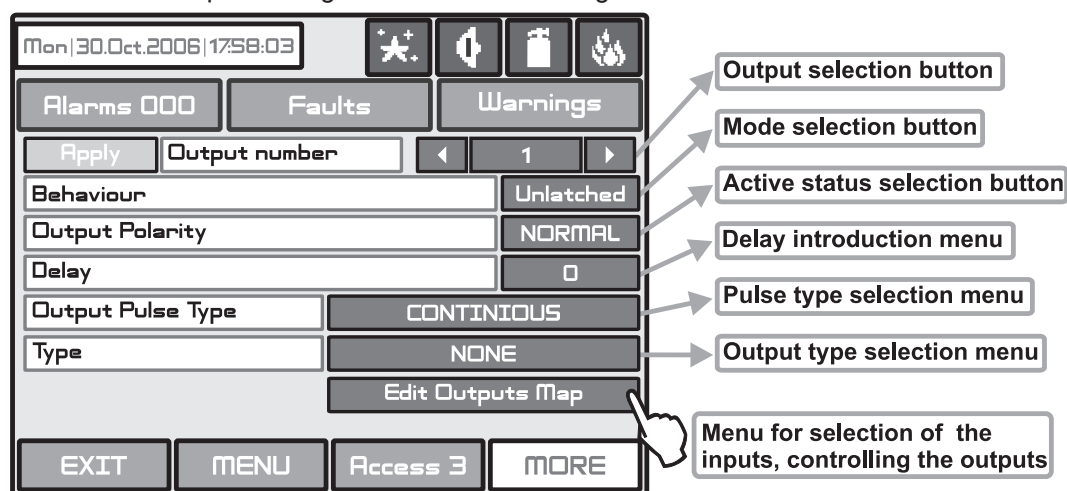 Mon|30.Oct.2006|17:58:03
Alarms 000 Faults Warnings
Apply Output number 1
Behaviour Unlatched
Output Polarity NORMAL
Delay 0
Output Pulse Type CONTINIOUS
Type NONE
Edit Outputs Map
EXIT MENU Access 3 MORE
Output selection button
Mode selection button
Active status selection button
Delay introduction menu
Pulse type selection menu
Output type selection menu
Menu for selection of the
inputs, controlling the outputs